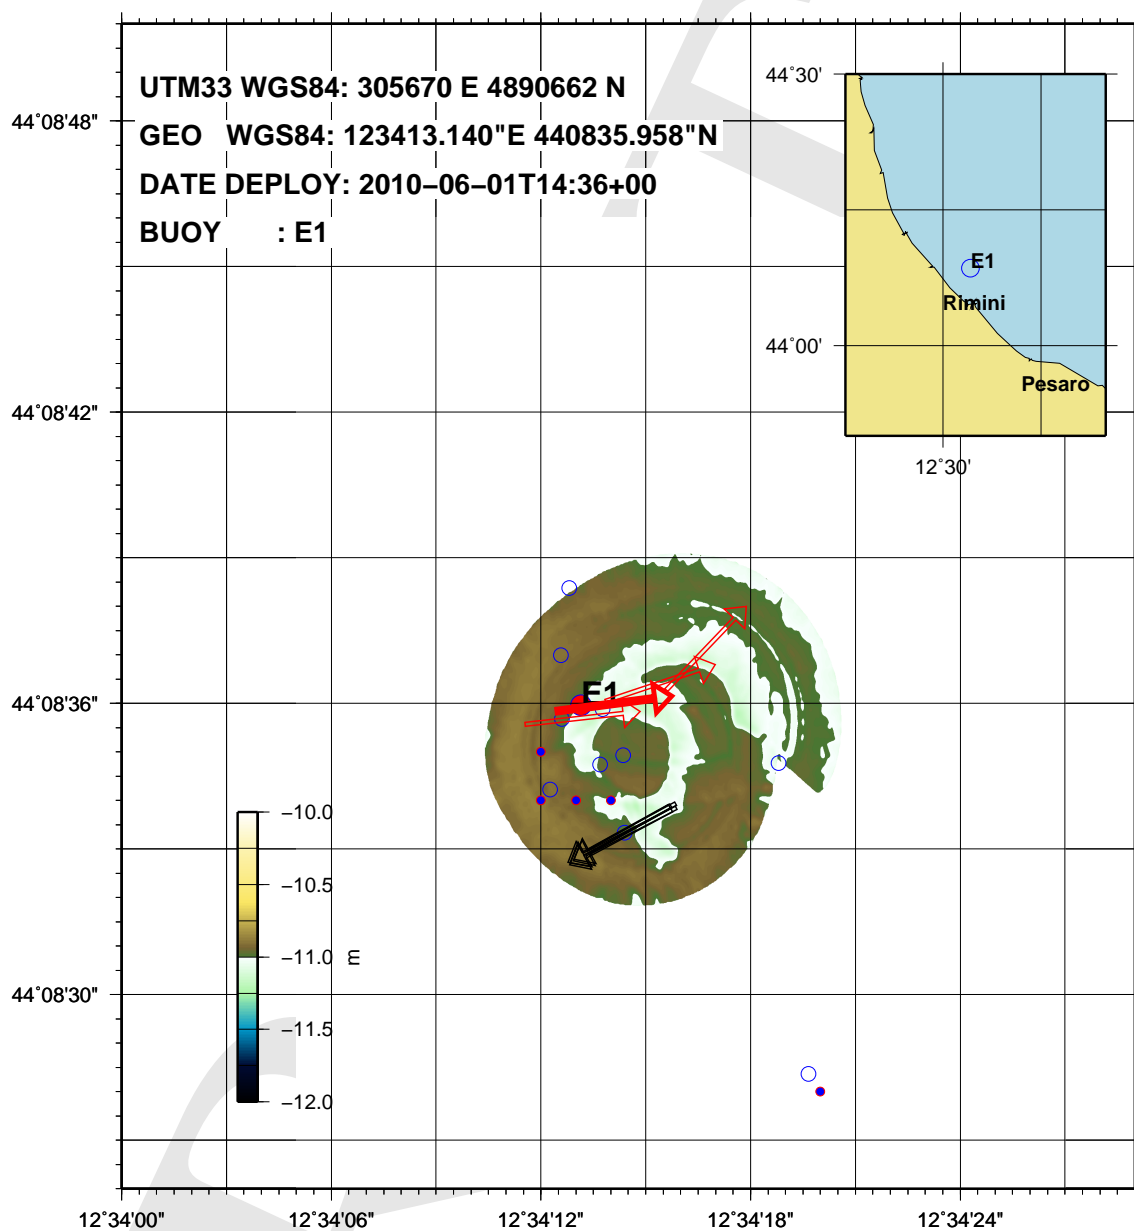 UTM33 WGS84: 305670 E 4890662 N
GEO WGS84: 123413.140"E 440835.958"N
DATE DEPLOY: 2010−06−01T14:36+00
BUOY : E1
44˚30'
44˚00'
12˚30'
E1
Rimini
Pesaro
44˚08'48"
44˚08'42"
44˚08'36"
44˚08'30"
E1
−10.0
−10.5
−11.0
−11.5
−12.0
m
12˚34'00"
12˚34'06"
12˚34'12"
12˚34'18"
12˚34'24"